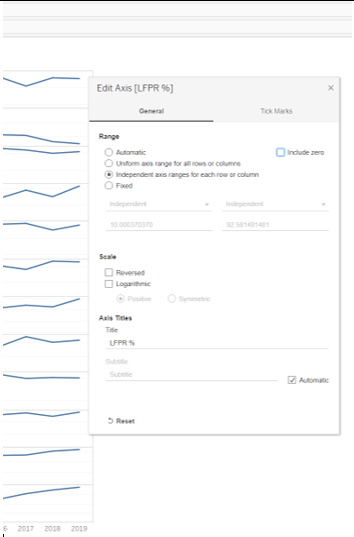 Edit Axis [LFPR %]
×
General Tick Marks
Range
Automatic Include zero
Uniform axis range for all rows or columns
Independent axis ranges for each row or column
Fixed
Independent Independent
10.000370370 92.581481481
Scale
Reversed
Logarithmic
Positive Symmetric
Axis Titles
Title
LFPR %
Subtitle
Subtitle Automatic
Reset
6 2017 2018 2019